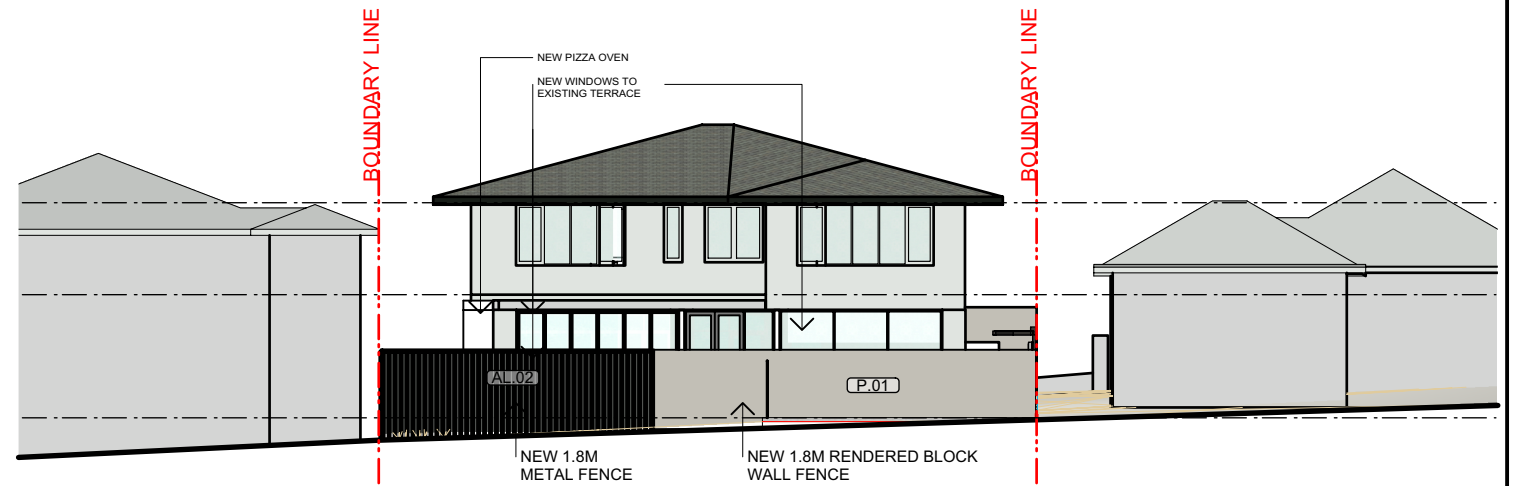 BOUNDARY LINE
NEW PIZZA OVEN
NEW WINDOWS TO
EXISTING TERRACE
BOUNDARY LINE
AL.02
P.01
NEW 1.8M
METAL FENCE
NEW 1.8M RENDERED BLOCK
WALL FENCE